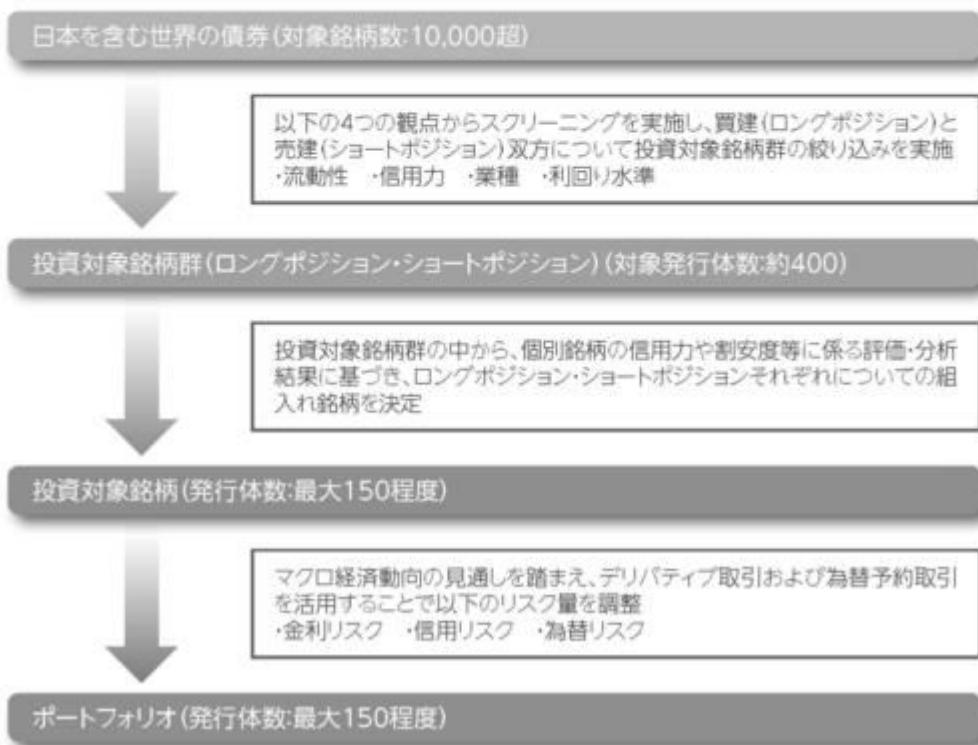 日本を含む世界の債券(対象銘柄数:10,000超)
以下の4つの観点からスクリーニングを実施し、買建(ロングポジション)と
売建(ショートポジション)双方について投資対象銘柄群の絞り込みを実施
・流動性 ・信用力 ・業種 ・利回り水準
投資対象銘柄群(ロングポジション・ショートポジション)(対象発行体数:約400)
投資対象銘柄群の中から、個別銘柄の信用力や割安度等に係る評価・分析
結果に基づき、ロングポジション・ショートポジションそれぞれについての組
入れ銘柄を決定
投資対象銘柄(発行体数:最大150程度)
マクロ経済動向の見通しを踏まえ、デリバティブ取引および為替予約取引
を活用することで以下のリスク量を調整
・金利リスク ・信用リスク ・為替リスク
ポートフォリオ(発行体数:最大150程度)